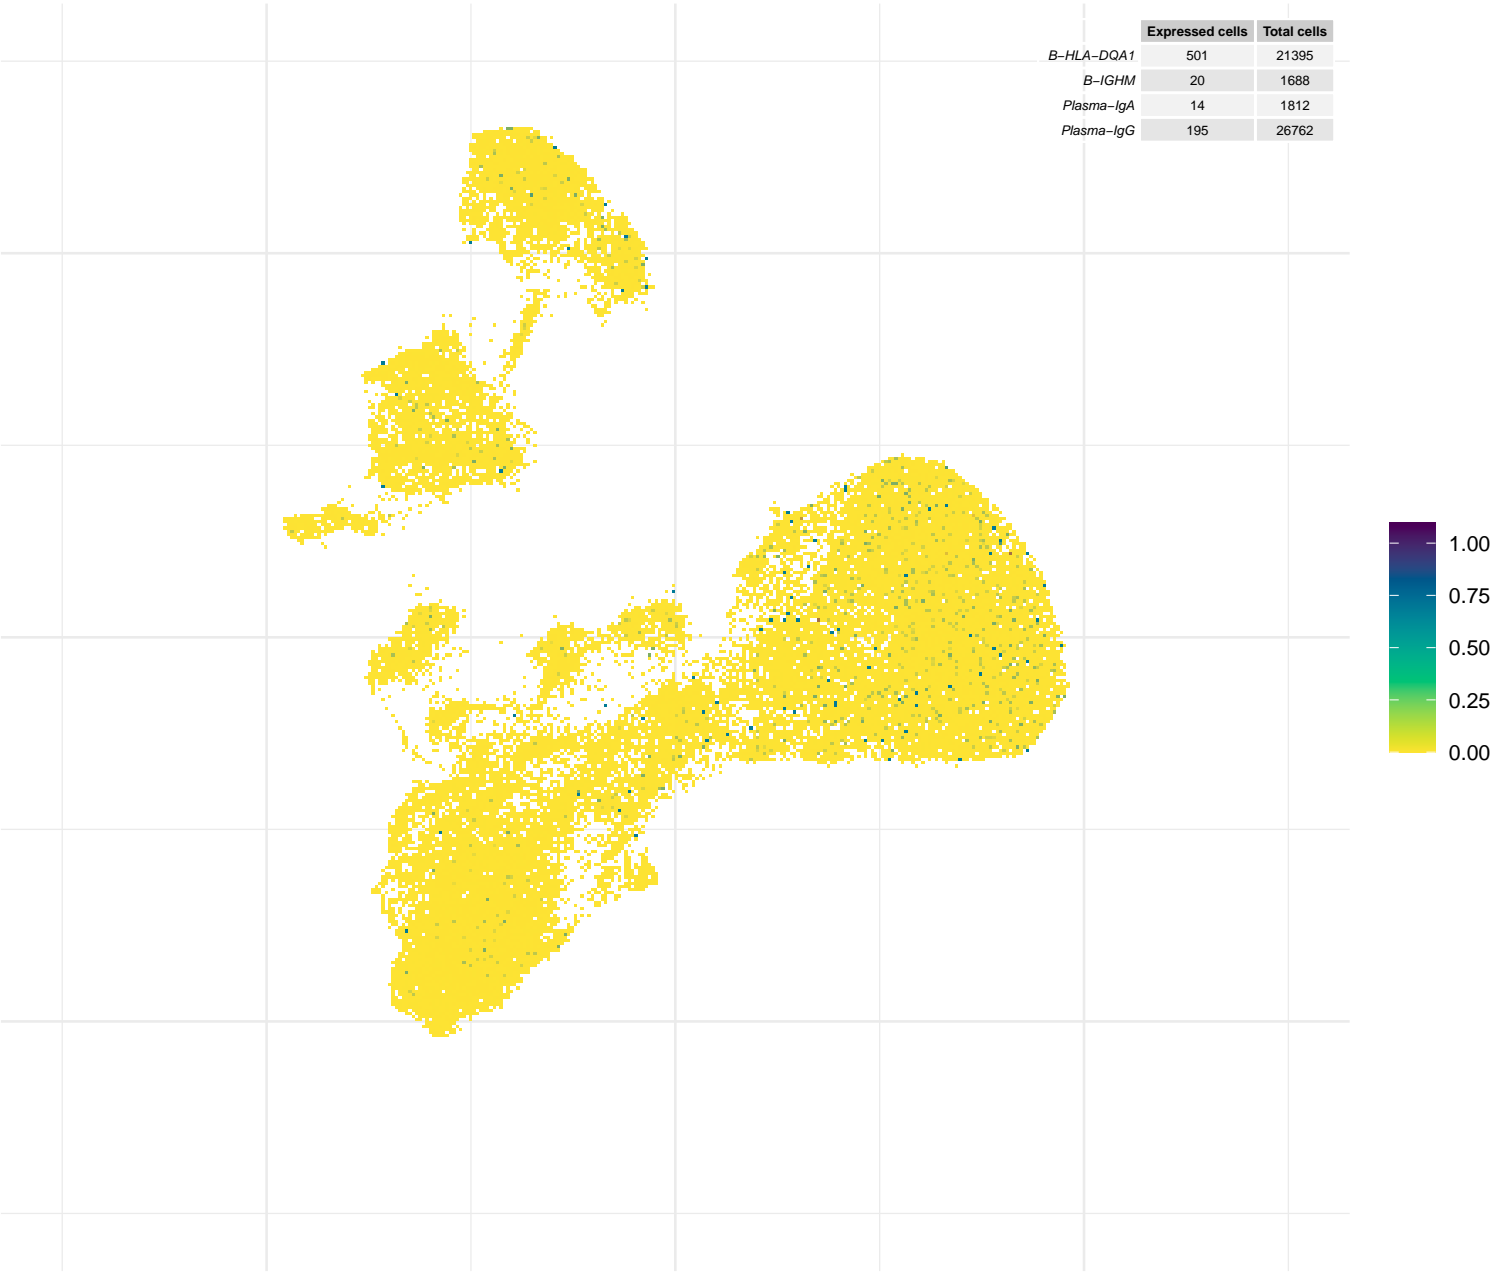 Expressed cells Total cells
B−HLA−DQA1 501 21395
B−IGHM 20 1688
Plasma−IgA 14 1812
Plasma−IgG 195 26762
1.00
0.75
0.50
0.25
0.00